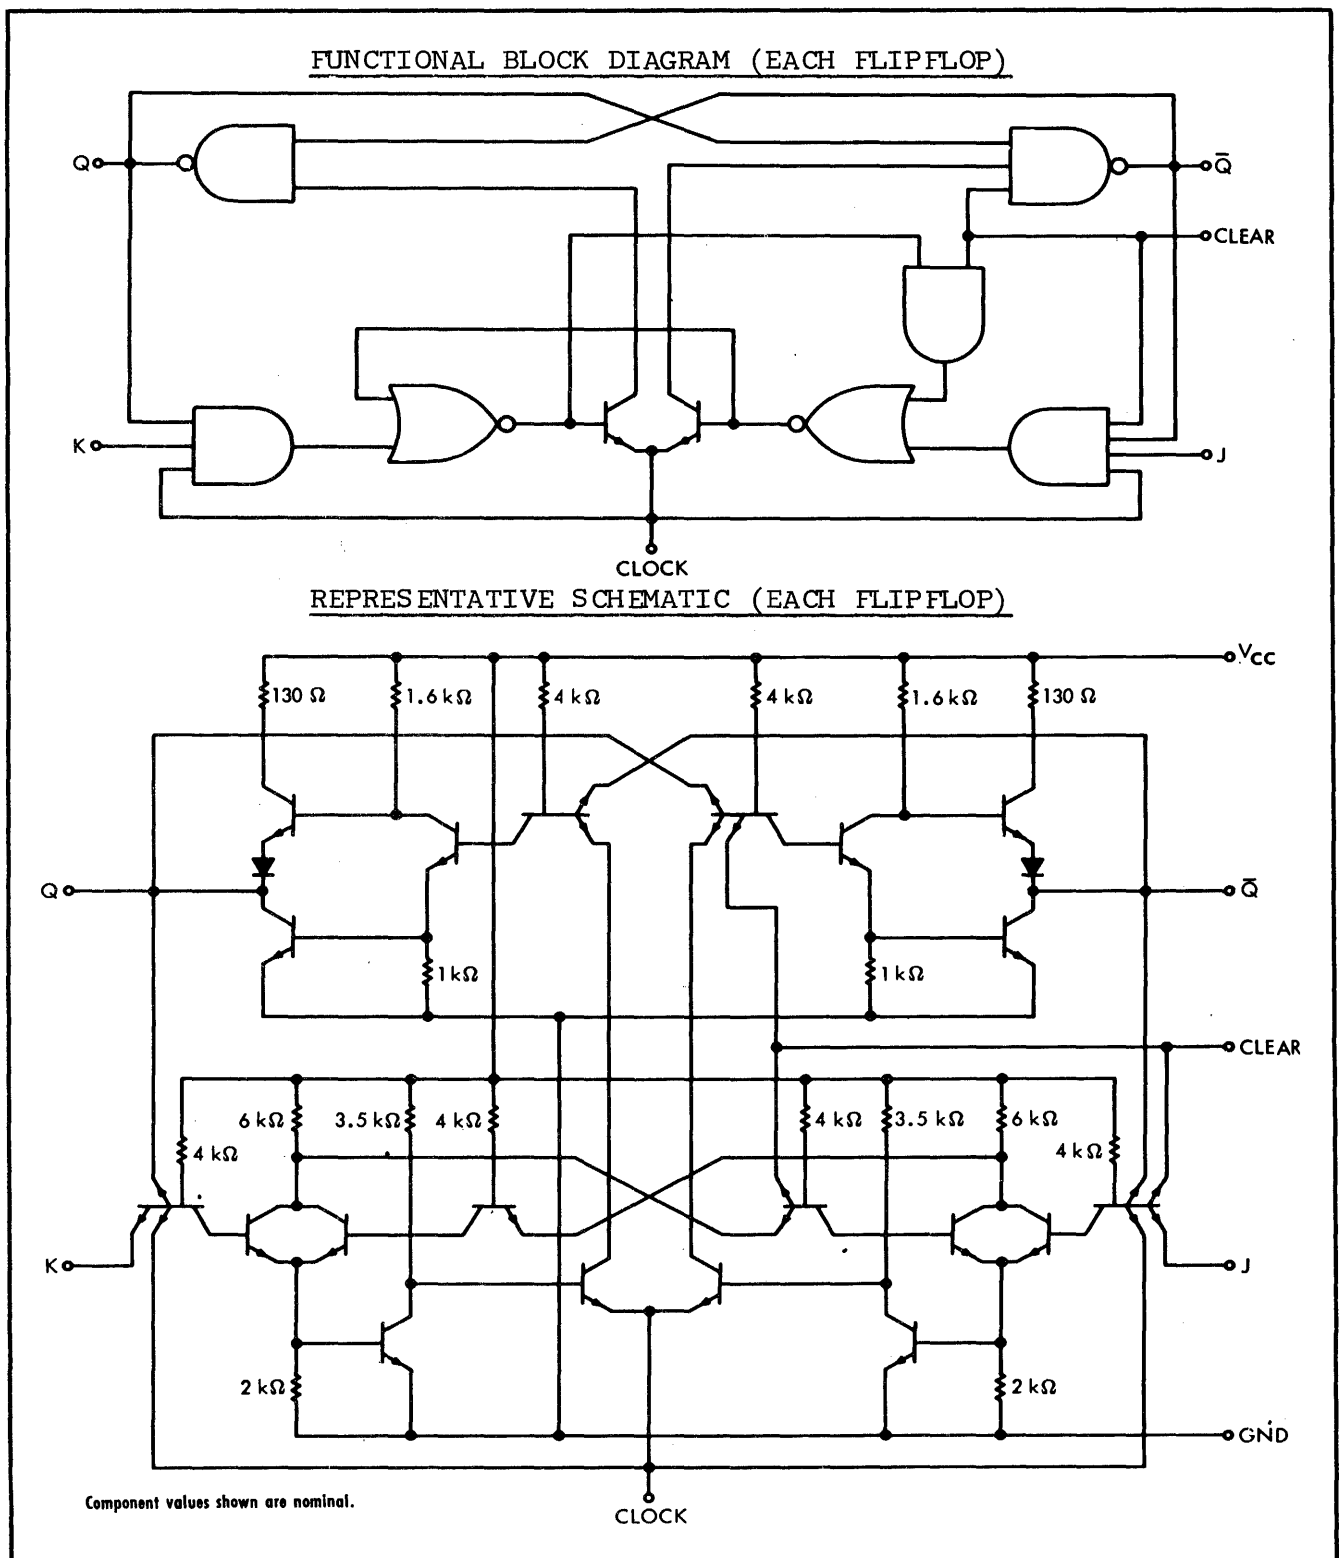 FUNCTIONAL BLOCK DIAGRAM (EACH FLIPFLOP)
Q
Q̅
CLEAR
K
J
CLOCK
REPRESENTATIVE SCHEMATIC (EACH FLIPFLOP)
VCC
130 Ω
1.6 kΩ
4 kΩ
4 kΩ
1.6 kΩ
130 Ω
Q
Q̅
1 kΩ
1 kΩ
CLEAR
6 kΩ
3.5 kΩ
4 kΩ
4 kΩ
3.5 kΩ
6 kΩ
4 kΩ
4 kΩ
K
J
2 kΩ
2 kΩ
GND
Component values shown are nominal.
CLOCK